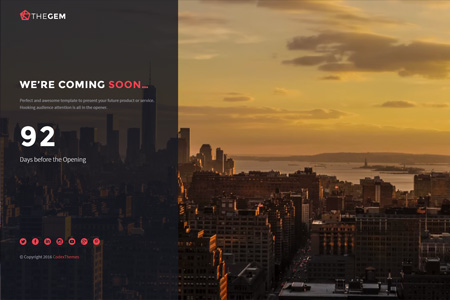 THEGEM
WE'RE COMING SOON...
Perfect and awesome template to present your future product or service.
Hooking audience attention is all in the opener.
92
Days before the Opening
© Copyright 2016 CodexThemes